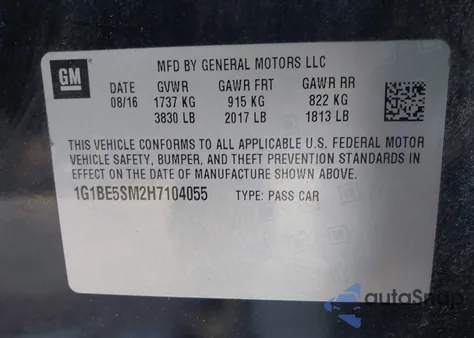 GM
MFD BY GENERAL MOTORS LLC
DATE GVWR GAWR FRT GAWR RR
08/16 1737 KG 915 KG 822 KG
3830 LB 2017 LB 1813 LB
THIS VEHICLE CONFORMS TO ALL APPLICABLE U.S. FEDERAL MOTOR
VEHICLE SAFETY, BUMPER, AND THEFT PREVENTION STANDARDS IN
EFFECT ON THE DATE OF MANUFACTURE SHOWN ABOVE.
1G1BE5SM2H7104055 TYPE: PASS CAR
autoSnap